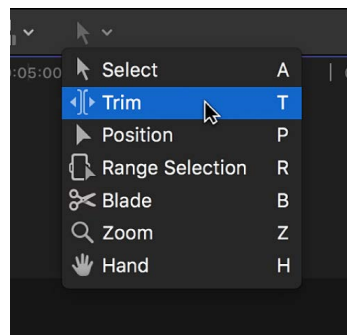 :05:00
Select A
Trim T
Position P
Range Selection R
Blade B
Zoom Z
Hand H